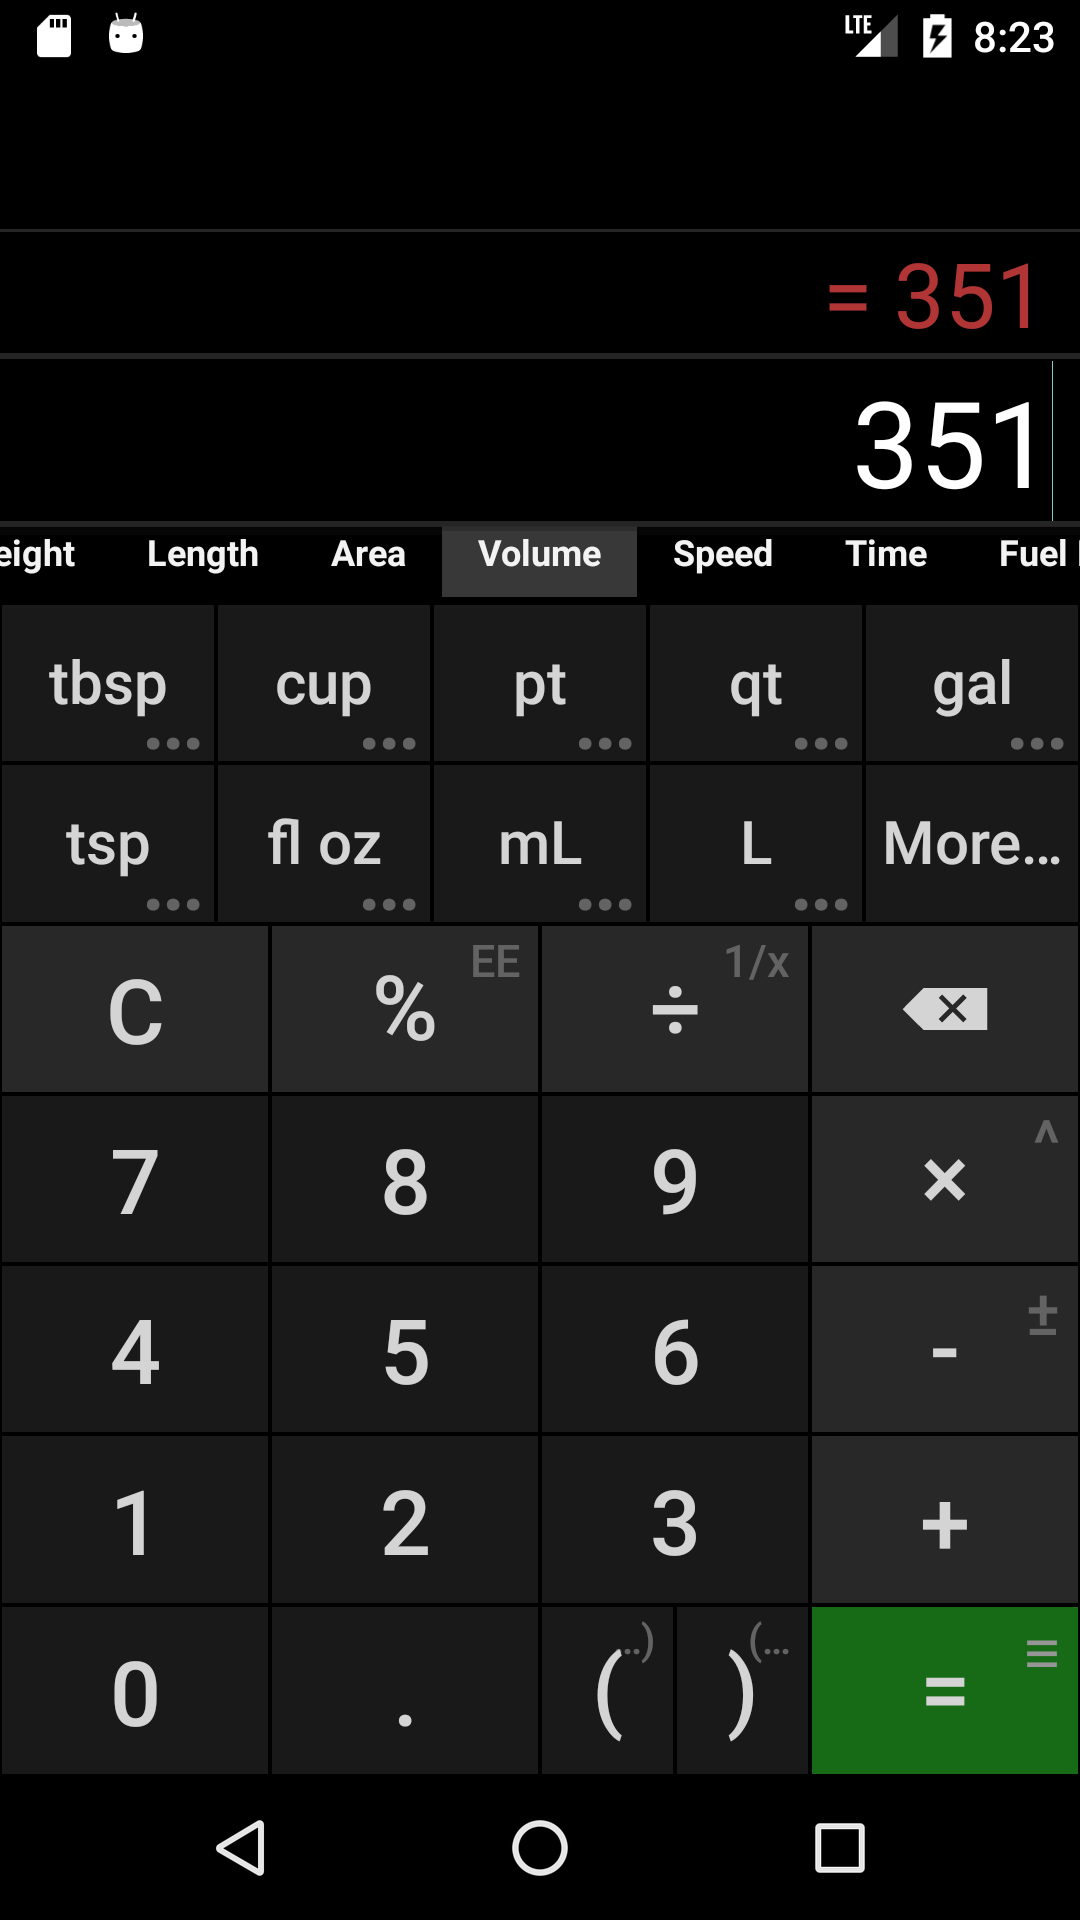 LTE 8:23
= 351
351
eight Length Area Volume Speed Time Fuel
tbsp cup pt qt gal
... ... ... ... ...
tsp fl oz mL L More...
... ... ... ...
C % EE ÷ 1/x
7 8 9 × ^
4 5 6 - ±
1 2 3 +
0 . ( ..) ) (... =